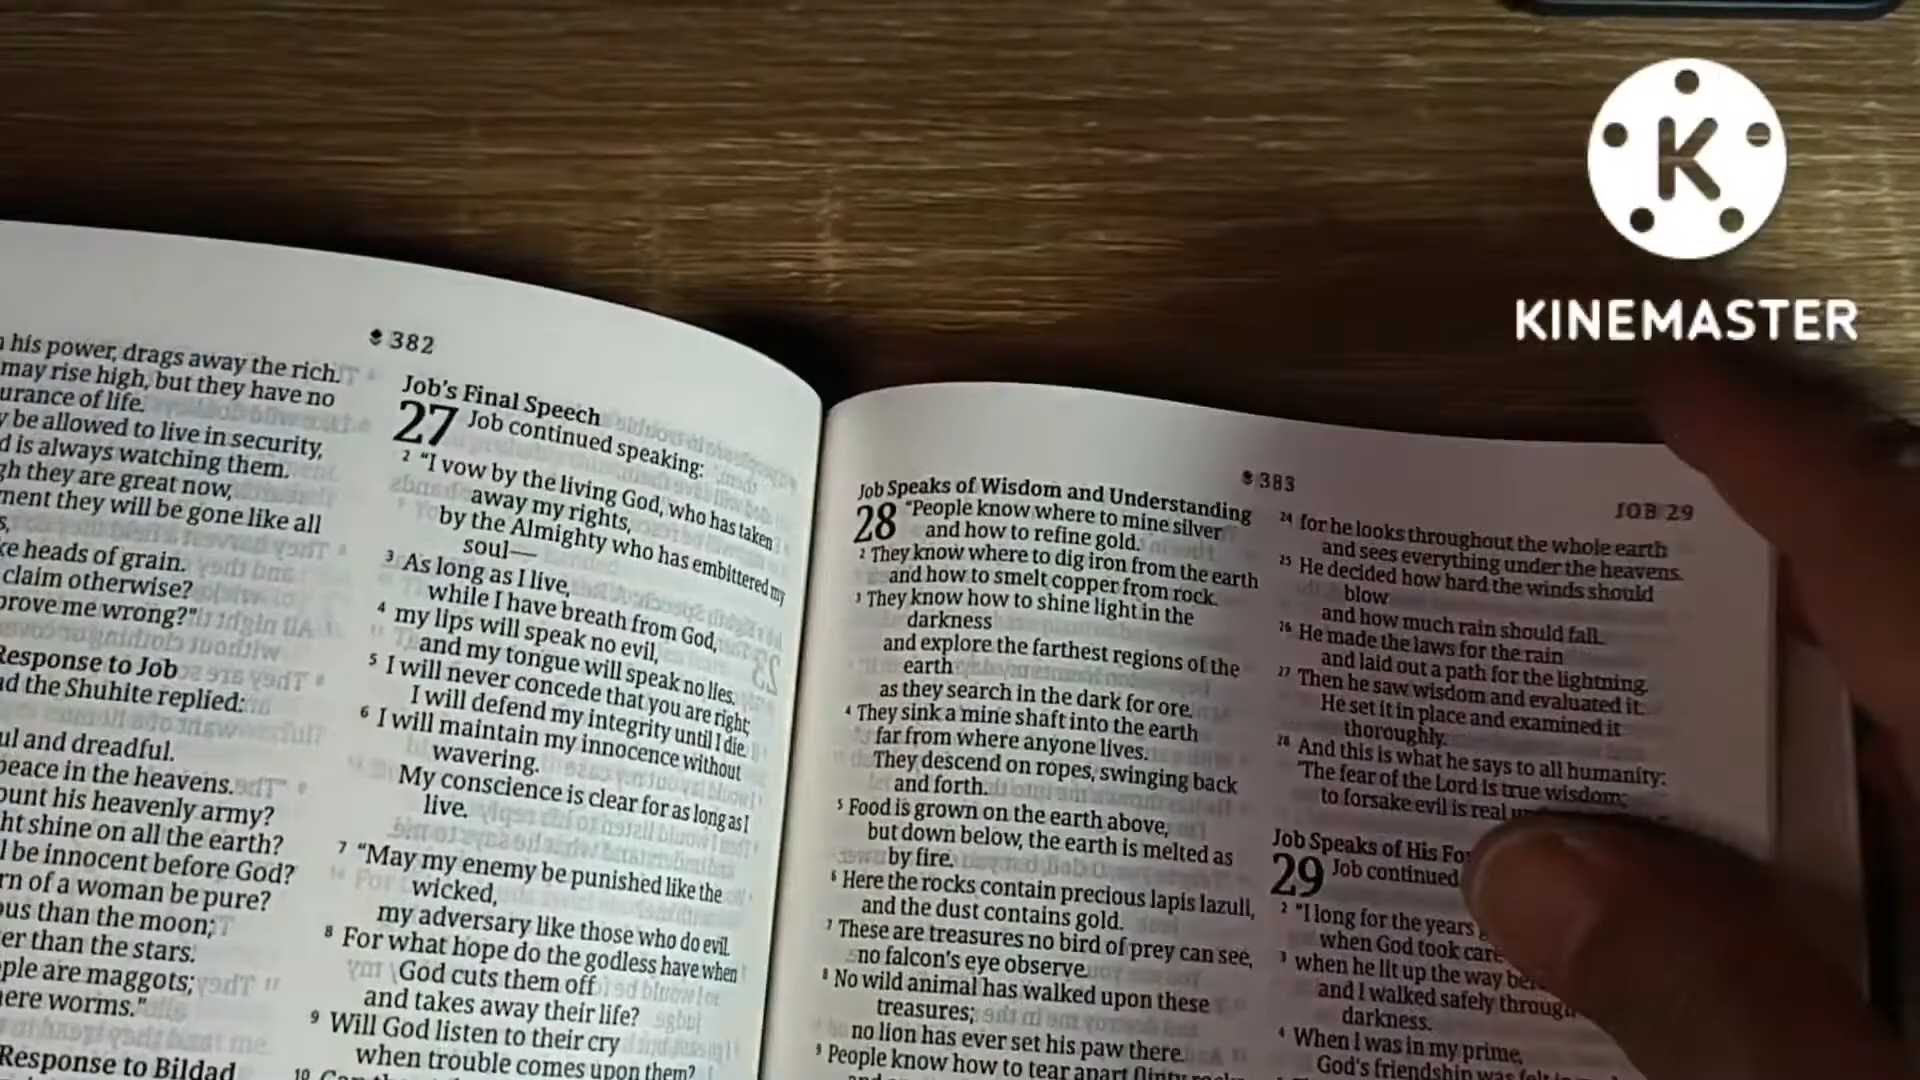 his power, drags away the rich.
may rise high, but they have no
urance of life.
be allowed to live in security,
d is always watching them.
gh they are great now,
ment they will be gone like all
s,
ke heads of grain.
claim otherwise?
prove me wrong?"
Response to Job
ad the Shuhite replied:
ul and dreadful.
peace in the heavens.
ount his heavenly army?
ht shine on all the earth?
l be innocent before God?
rn of a woman be pure?
ous than the moon;
er than the stars.
ple are maggots;
here worms."
Response to Bildad
382
Job's Final Speech
27 Job continued speaking:
2 "I vow by the living God, who has taken
away my rights,
by the Almighty who has embittered my
soul—
3 As long as I live,
while I have breath from God,
4 my lips will speak no evil,
and my tongue will speak no lies.
5 I will never concede that you are right;
I will defend my integrity until I die.
6 I will maintain my innocence without
wavering.
My conscience is clear for as long as I
live.
7 "May my enemy be punished like the
wicked,
my adversary like those who do evil.
8 For what hope do the godless have when
God cuts them off
and takes away their life?
9 Will God listen to their cry
when trouble comes upon them?
10
383
Job Speaks of Wisdom and Understanding
28 "People know where to mine silver
and how to refine gold.
2 They know where to dig iron from the earth
and how to smelt copper from rock.
3 They know how to shine light in the
darkness
and explore the farthest regions of the
earth
as they search in the dark for ore.
4 They sink a mine shaft into the earth
far from where anyone lives.
They descend on ropes, swinging back
and forth.
5 Food is grown on the earth above,
but down below, the earth is melted as
by fire.
6 Here the rocks contain precious lapis lazuli,
and the dust contains gold.
7 These are treasures no bird of prey can see,
no falcon's eye observe.
8 No wild animal has walked upon these
treasures;
no lion has ever set his paw there.
9 People know how to tear apart flinty
JOB 29
24 for he looks throughout the whole earth
and sees everything under the heavens.
25 He decided how hard the winds should
blow
and how much rain should fall.
26 He made the laws for the rain
and laid out a path for the lightning.
27 Then he saw wisdom and evaluated it.
He set it in place and examined it
thoroughly.
28 And this is what he says to all humanity:
'The fear of the Lord is true wisdom;
to forsake evil is real
Job Speaks of His
29 Job continued
2 "I long for the years
when God took care
3 when he lit up the way
and I walked safely through
darkness.
4 When I was in my prime,
God's friendship was felt
K
KINEMASTER